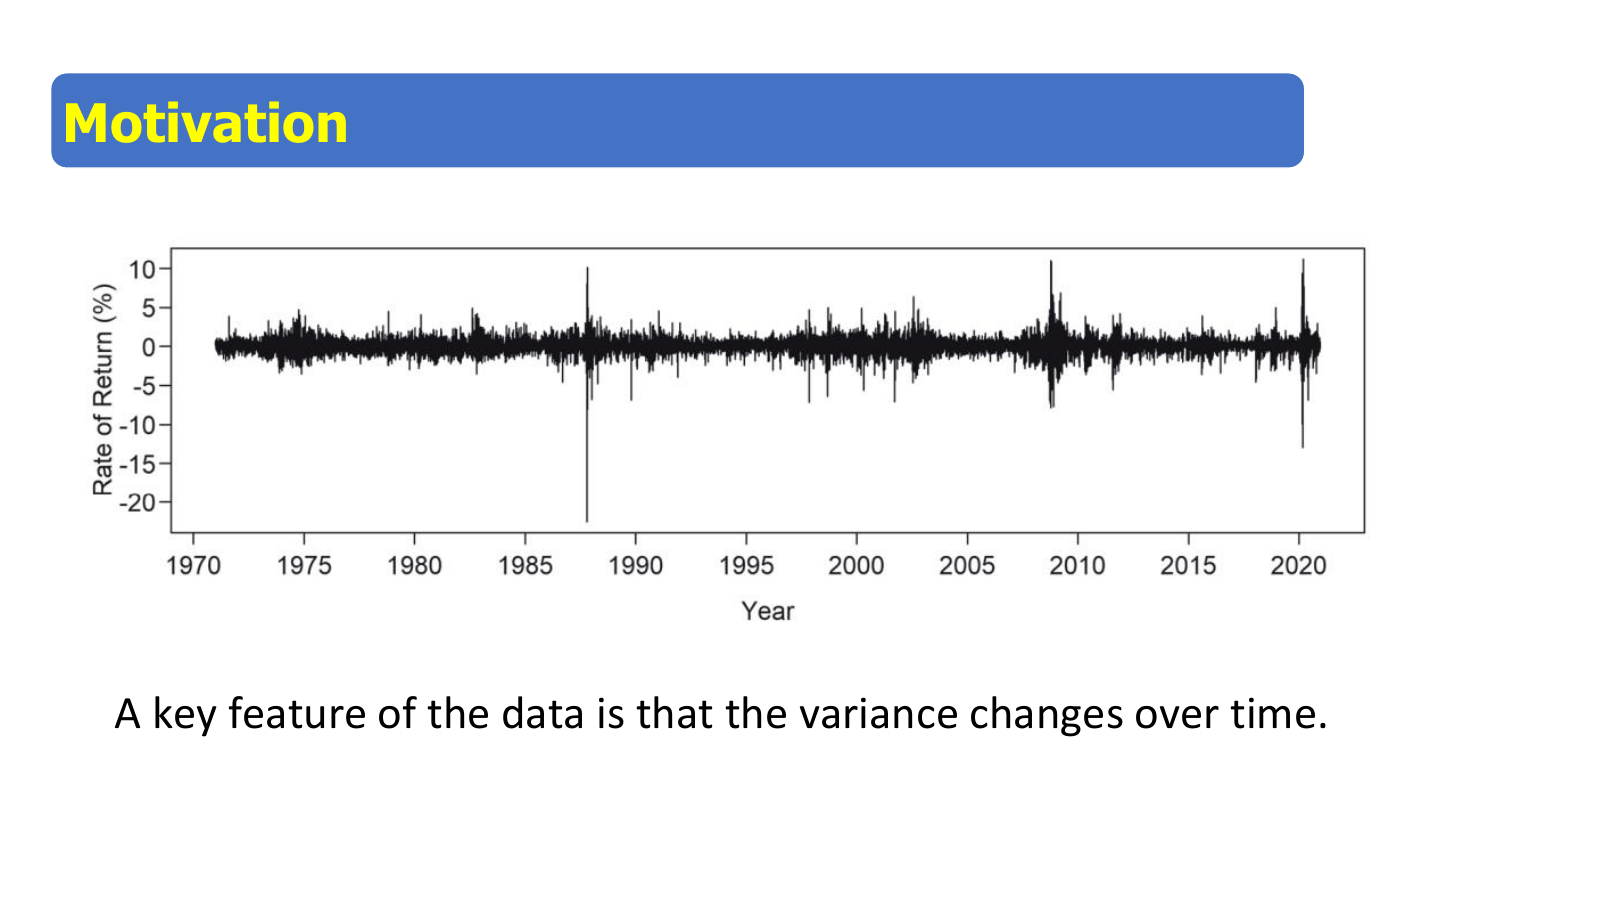 Motivation
10
5
0
-5
-10
-15
-20
Rate of Return (%)
1970 1975 1980 1985 1990 1995 2000 2005 2010 2015 2020
Year
A key feature of the data is that the variance changes over time.